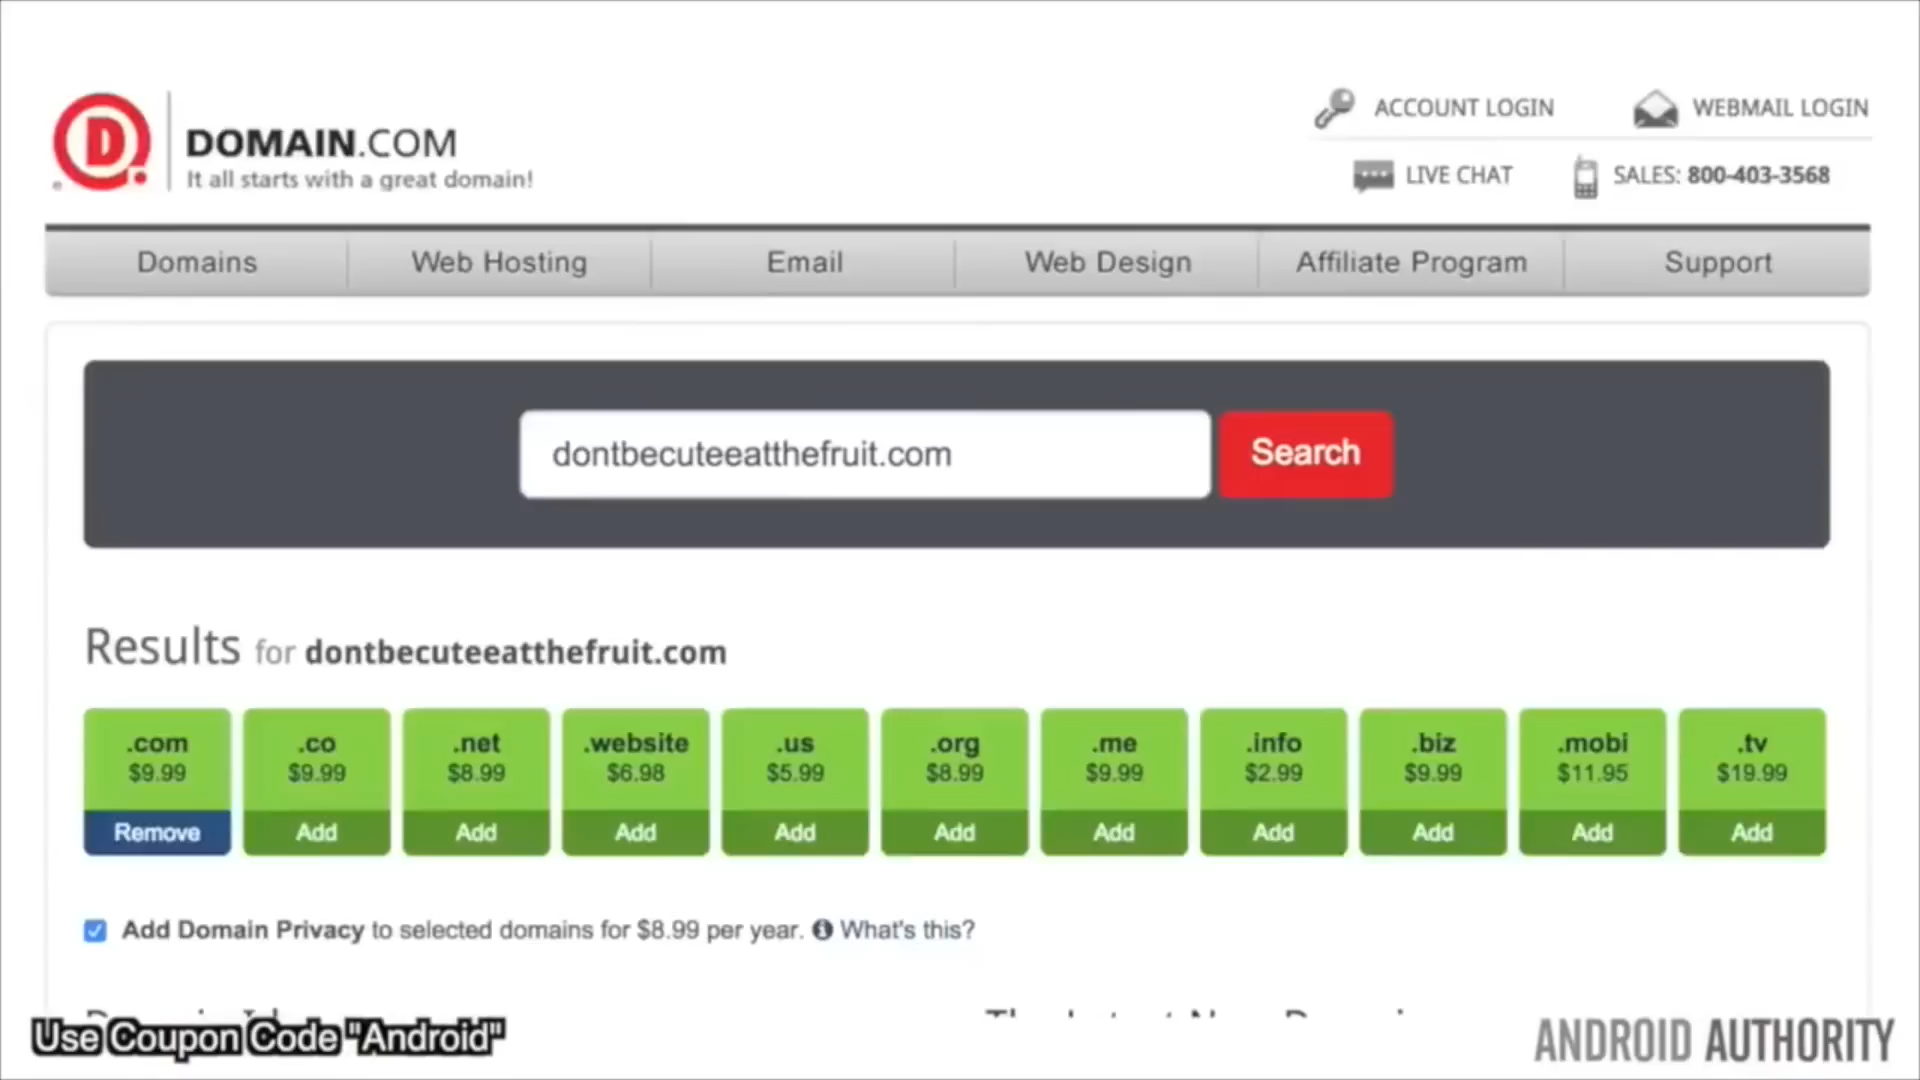 D
DOMAIN.COM
It all starts with a great domain!
ACCOUNT LOGIN
WEBMAIL LOGIN
LIVE CHAT
SALES: 800-403-3568
Domains
Web Hosting
Email
Web Design
Affiliate Program
Support
dontbecuteeatthefruit.com
Search
Results for dontbecuteeatthefruit.com
.com
$9.99
Remove
.co
$9.99
Add
.net
$8.99
Add
.website
$6.98
Add
.us
$5.99
Add
.org
$8.99
Add
.me
$9.99
Add
.info
$2.99
Add
.biz
$9.99
Add
.mobi
$11.95
Add
.tv
$19.99
Add
Add Domain Privacy to selected domains for $8.99 per year. What's this?
Use Coupon Code "Android"
ANDROID AUTHORITY